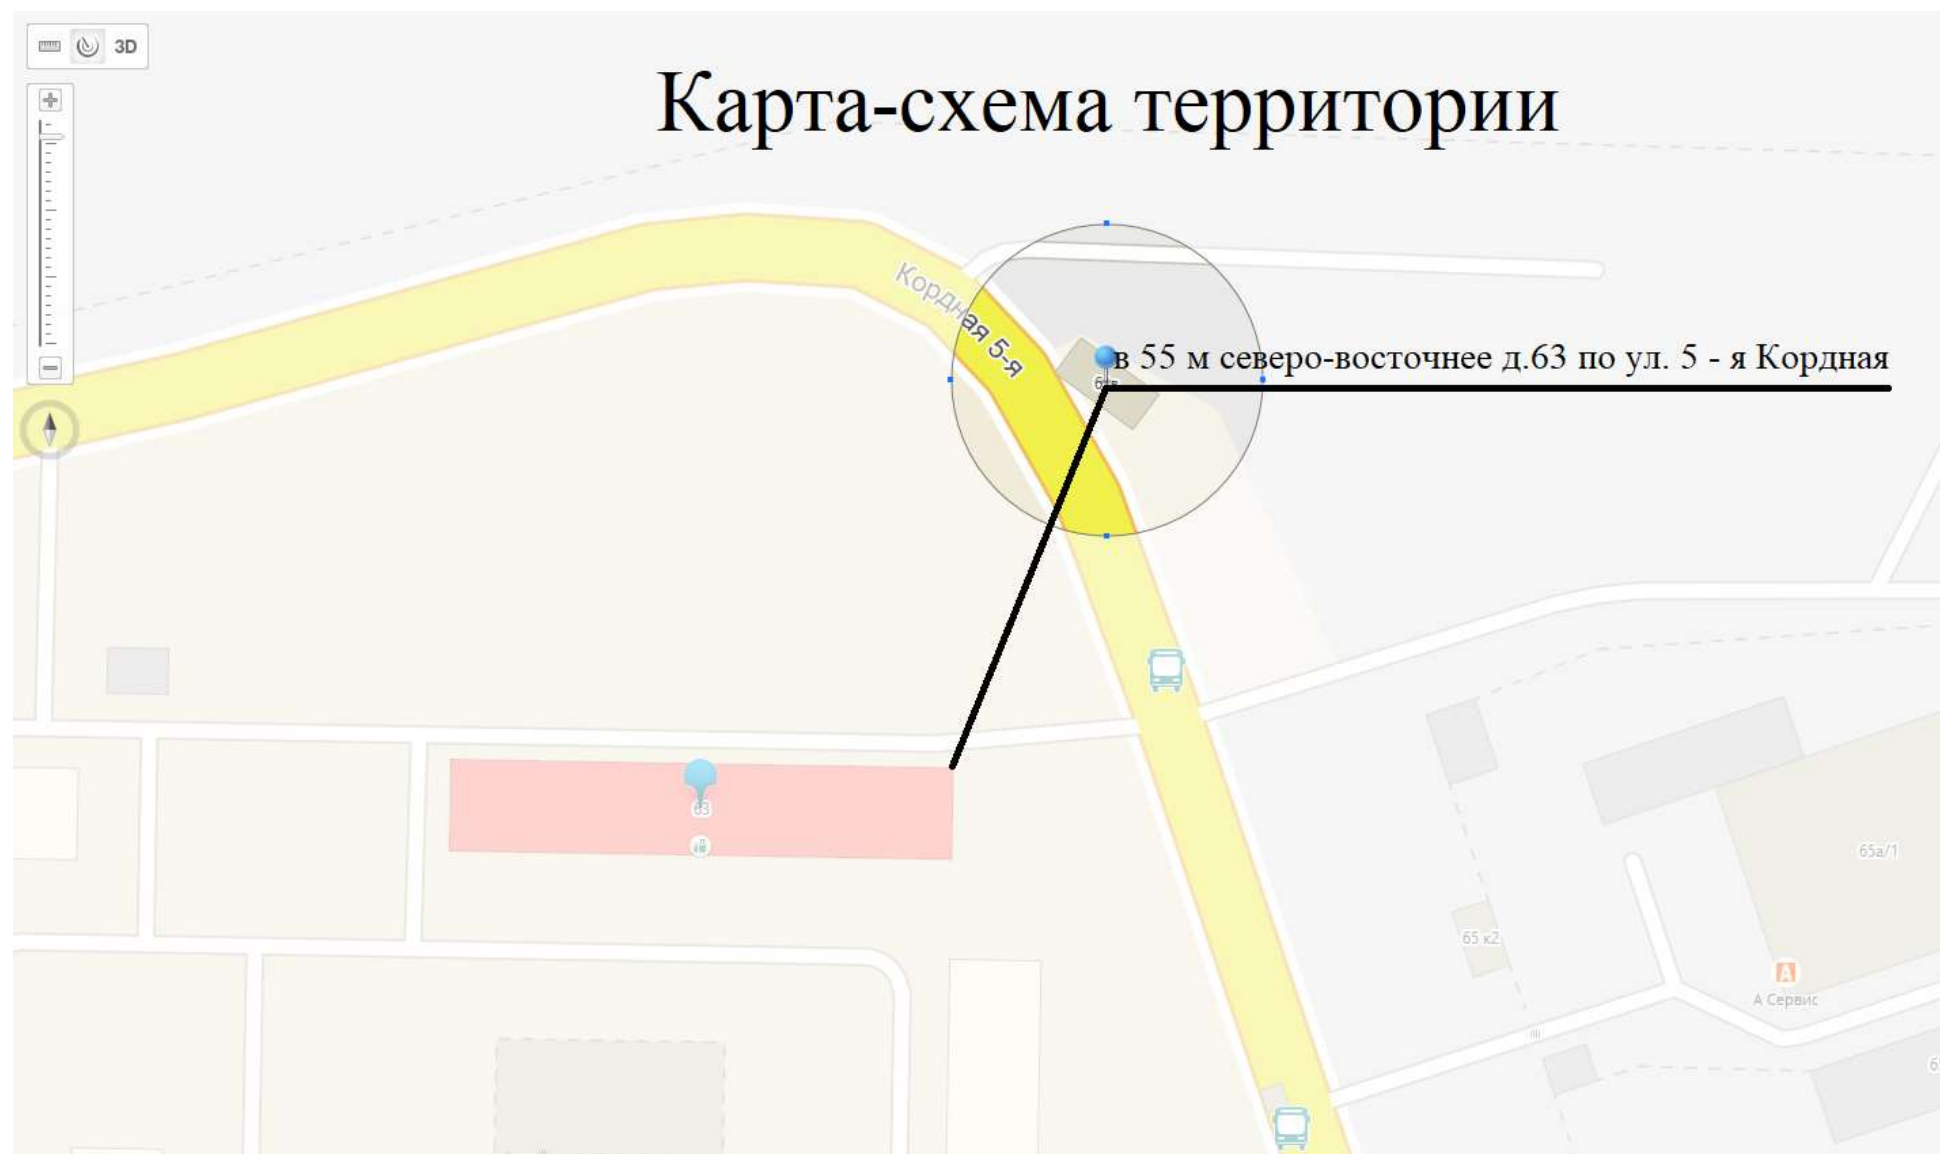 3D
Карта-схема территории
Кордная 5-я
в 55 м северо-восточнее д.63 по ул. 5 - я Кордная
63
65а/1
65 к2
А
А Сервис